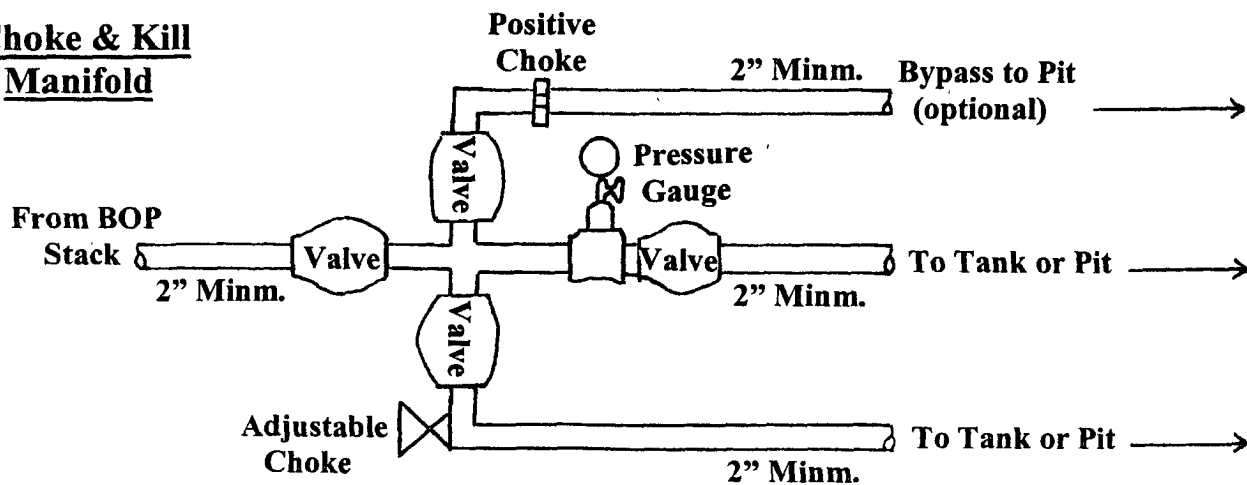 hoke & Kill
Manifold
Positive
Choke
2” Minm.
Bypass to Pit
(optional)
Valve
Pressure
Gauge
From BOP
Stack
Valve
Valve
To Tank or Pit
2” Minm.
2” Minm.
Valve
Adjustable
Choke
To Tank or Pit
2” Minm.